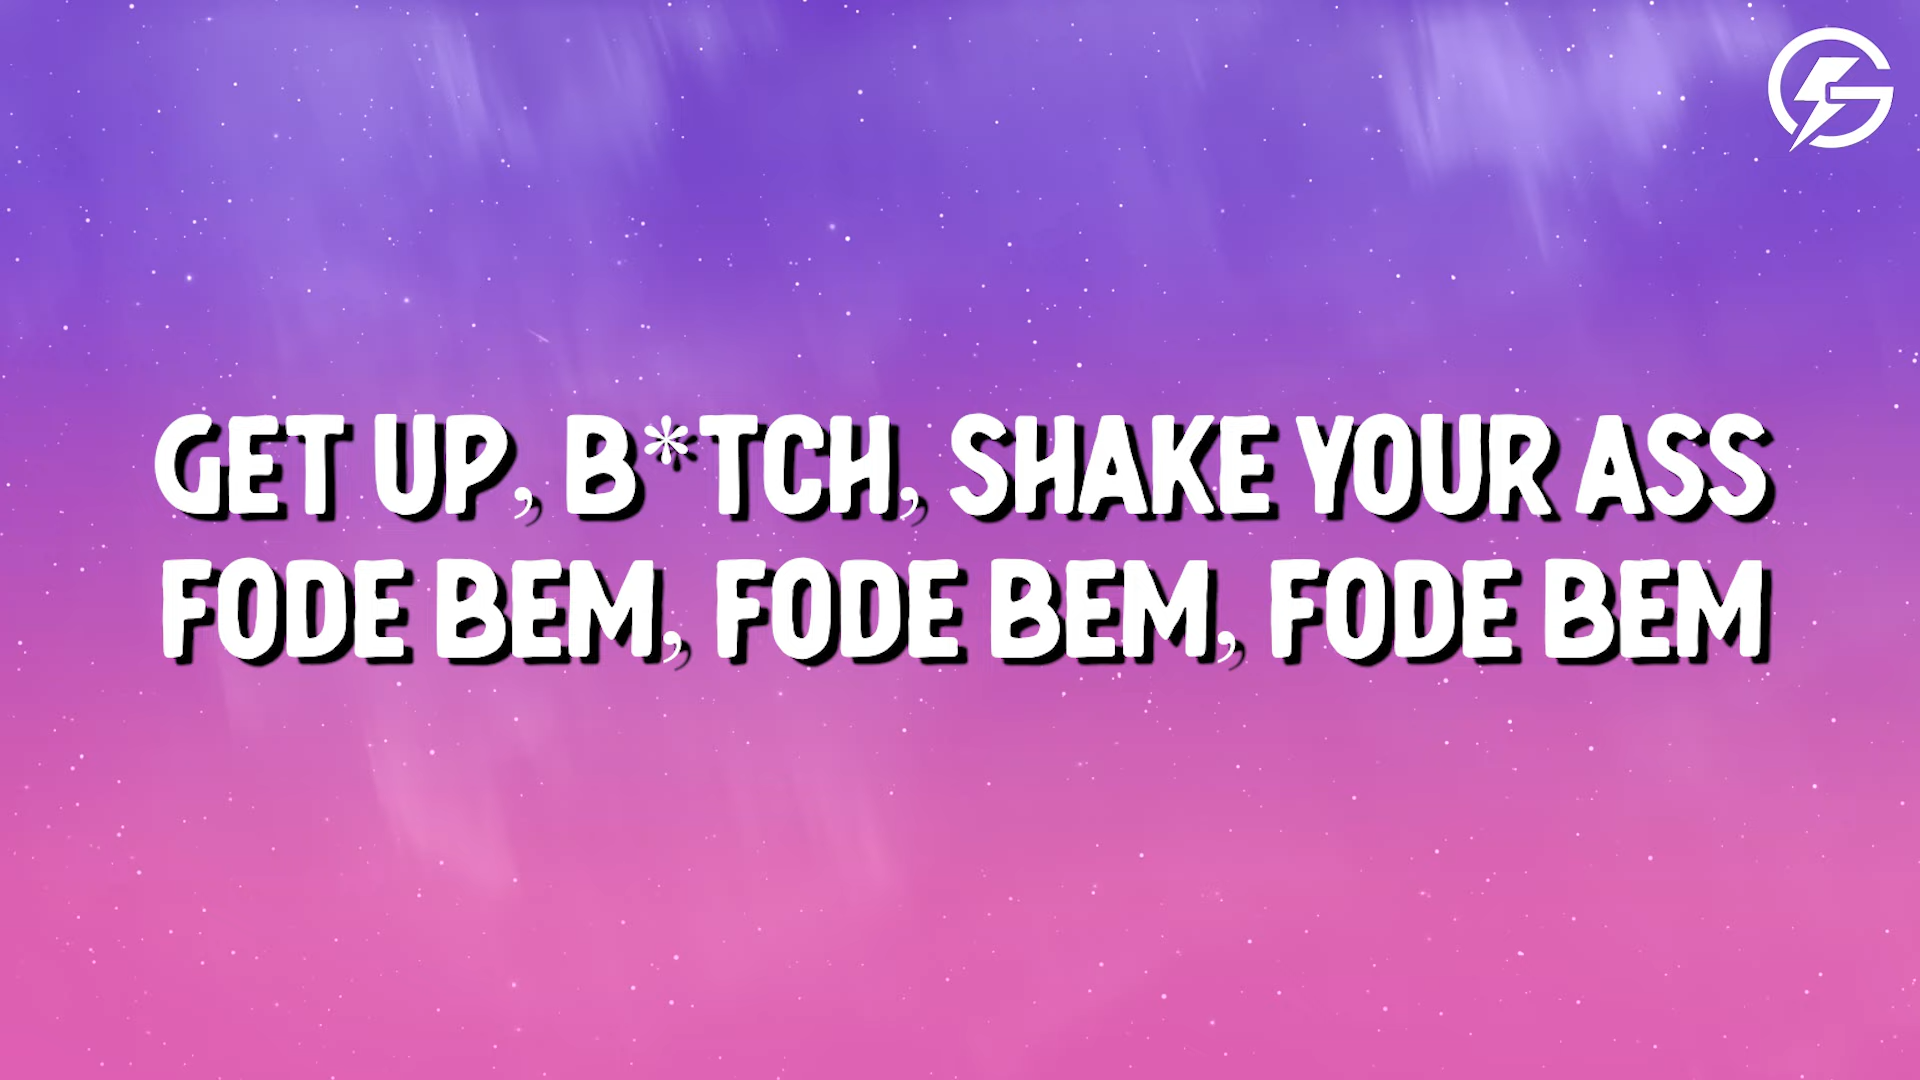 GET UP, B*TCH, SHAKE YOUR ASS
FODE BEM, FODE BEM, FODE BEM